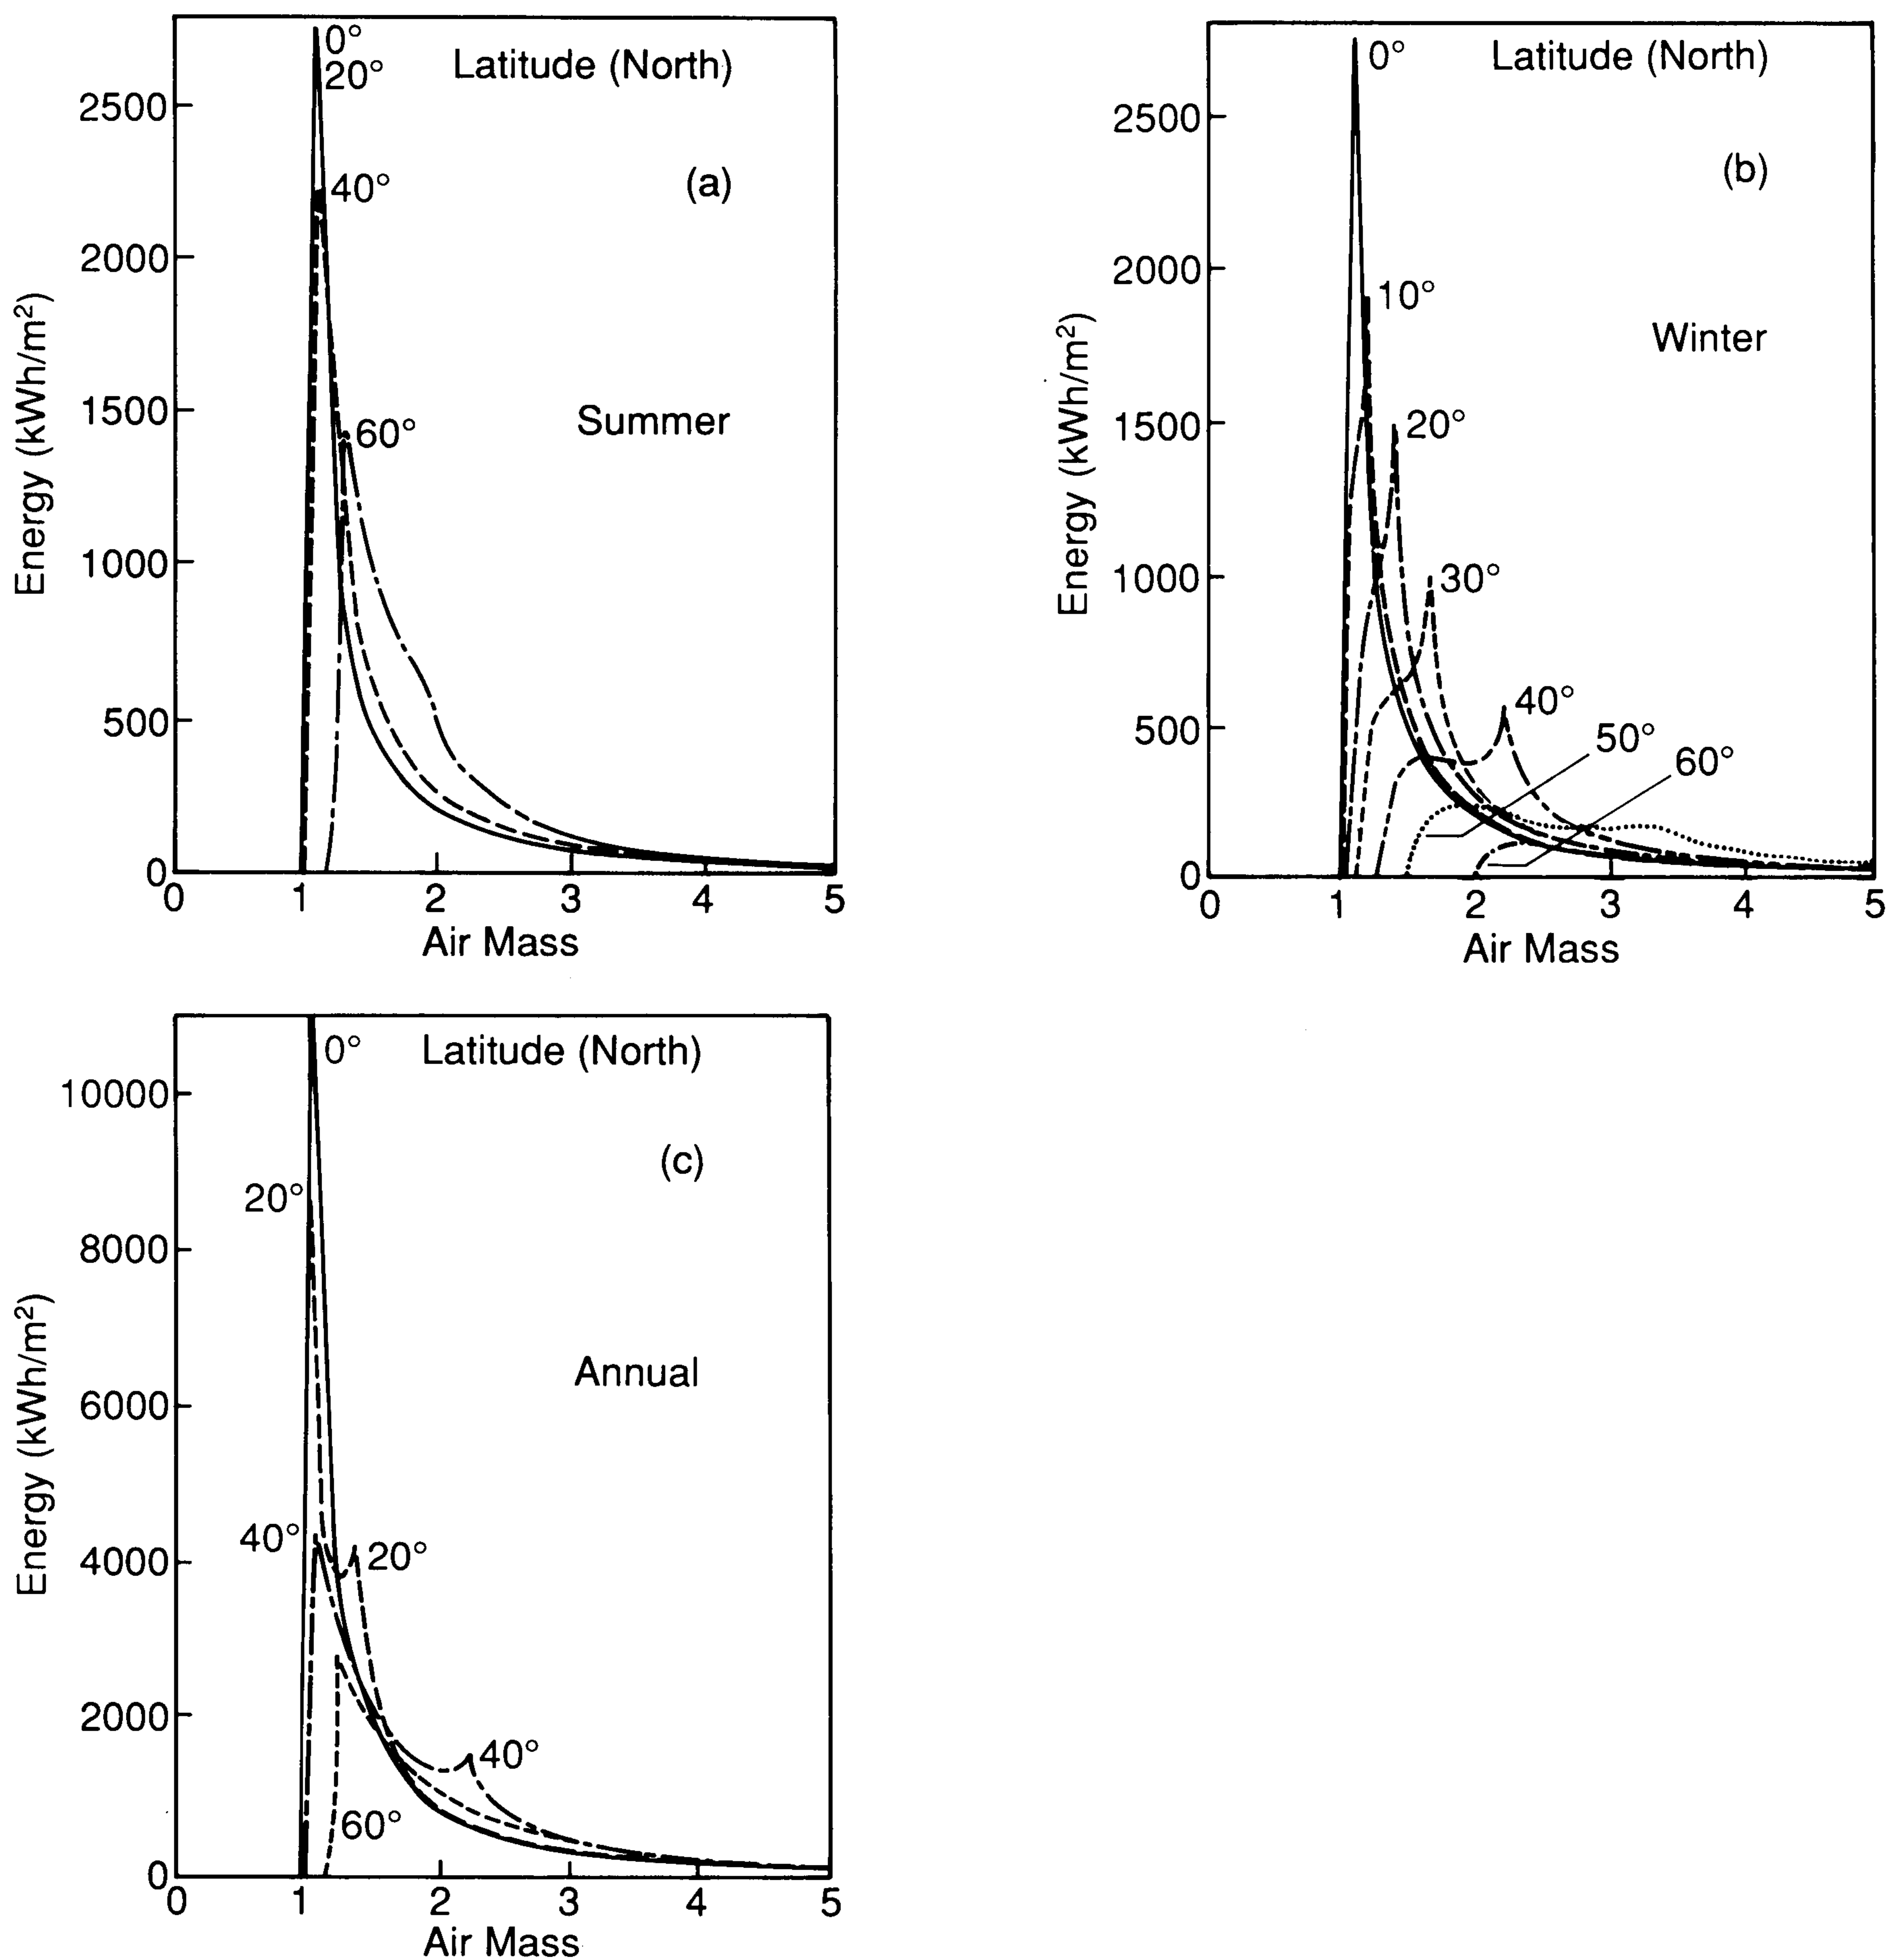 0°
20°
Latitude (North)
2500
40°
(a)
2000
60°
1500
Summer
Energy (kWh/m²)
1000
500
0
0 1 2 3 4 5
Air Mass
0°
Latitude (North)
2500
(b)
2000
10°
Winter
1500
20°
Energy (kWh/m²)
1000
30°
40°
500
50°
60°
0
0 1 2 3 4 5
Air Mass
0°
Latitude (North)
10000
(c)
20°
8000
Annual
6000
Energy (kWh/m²)
40°
4000
20°
2000
40°
60°
0
0 1 2 3 4 5
Air Mass